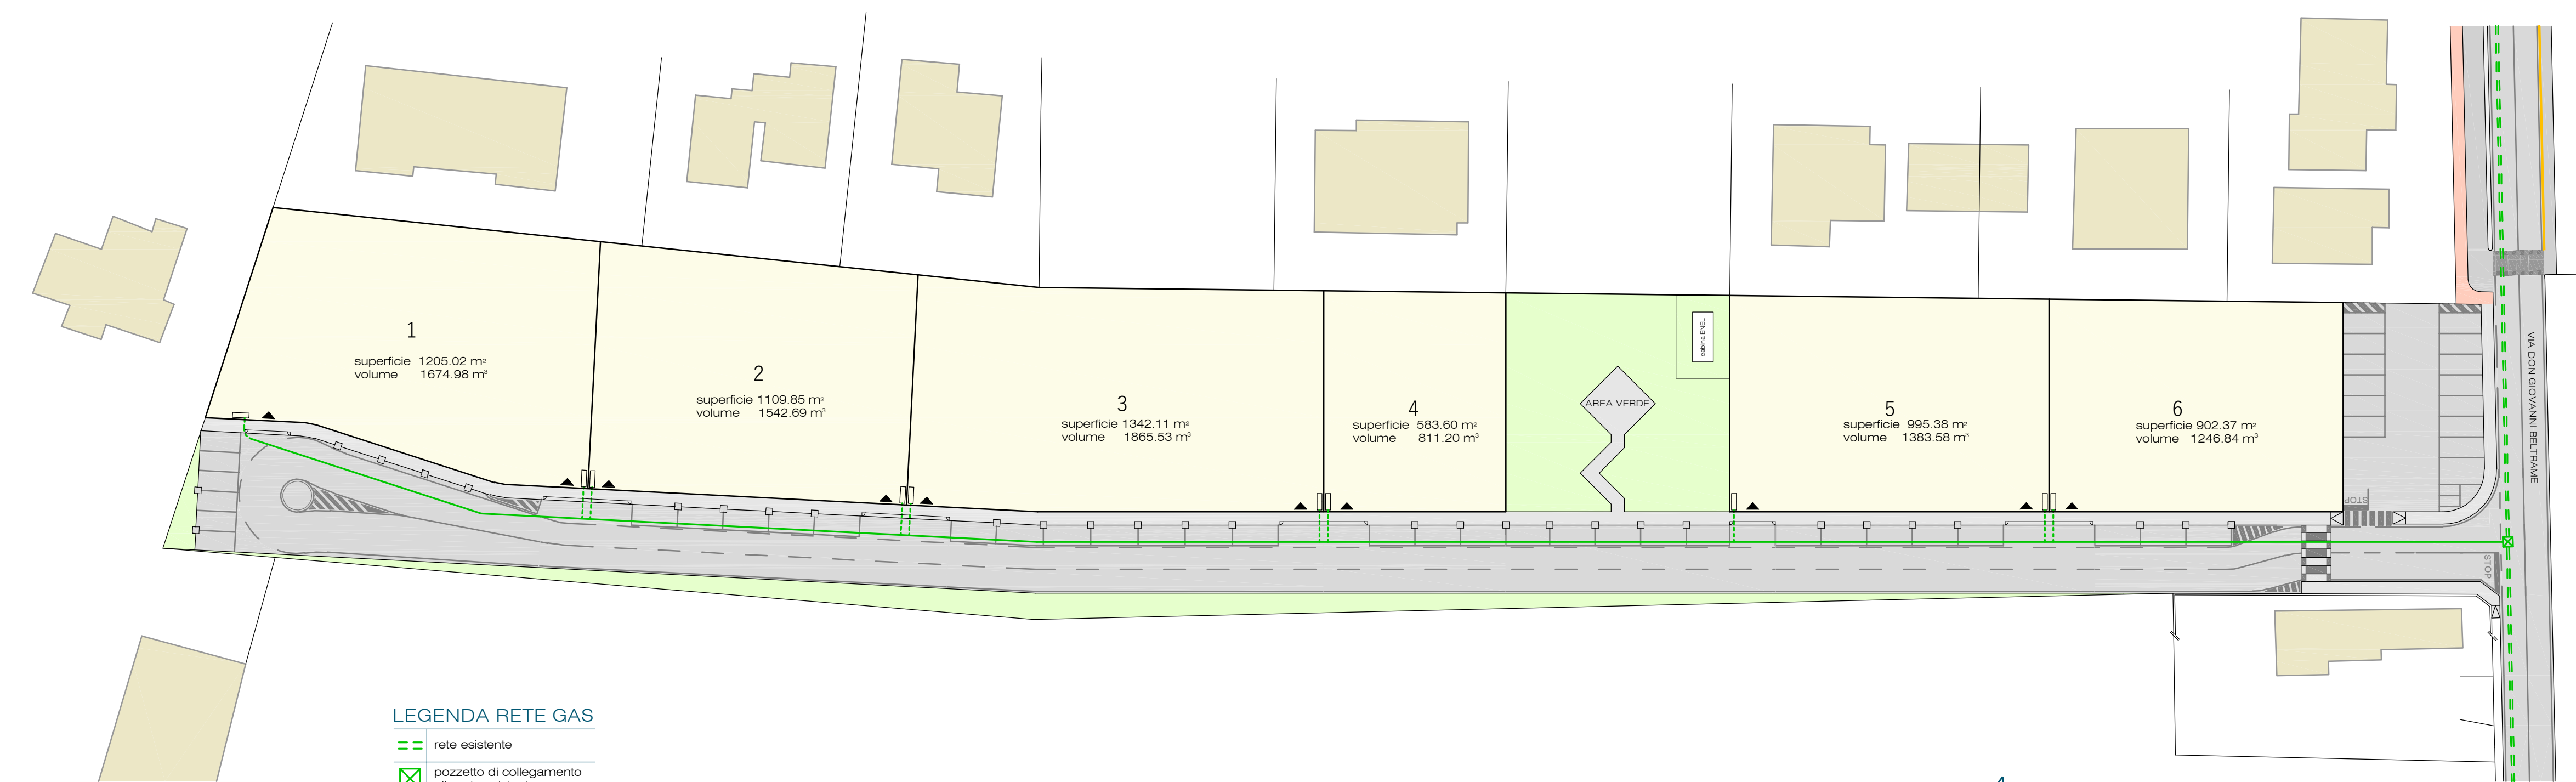 1
superficie 1205.02 m²
volume 1674.98 m³
2
superficie 1109.85 m²
volume 1542.69 m³
3
superficie 1342.11 m²
volume 1865.53 m³
4
superficie 583.60 m²
volume 811.20 m³
AREA VERDE
cabina ENEL
5
superficie 995.38 m²
volume 1383.58 m³
6
superficie 902.37 m²
volume 1246.84 m³
STOP
STOP
VIA DON GIOVANNI BELTRAME
LEGENDA RETE GAS
rete esistente
pozzetto di collegamento